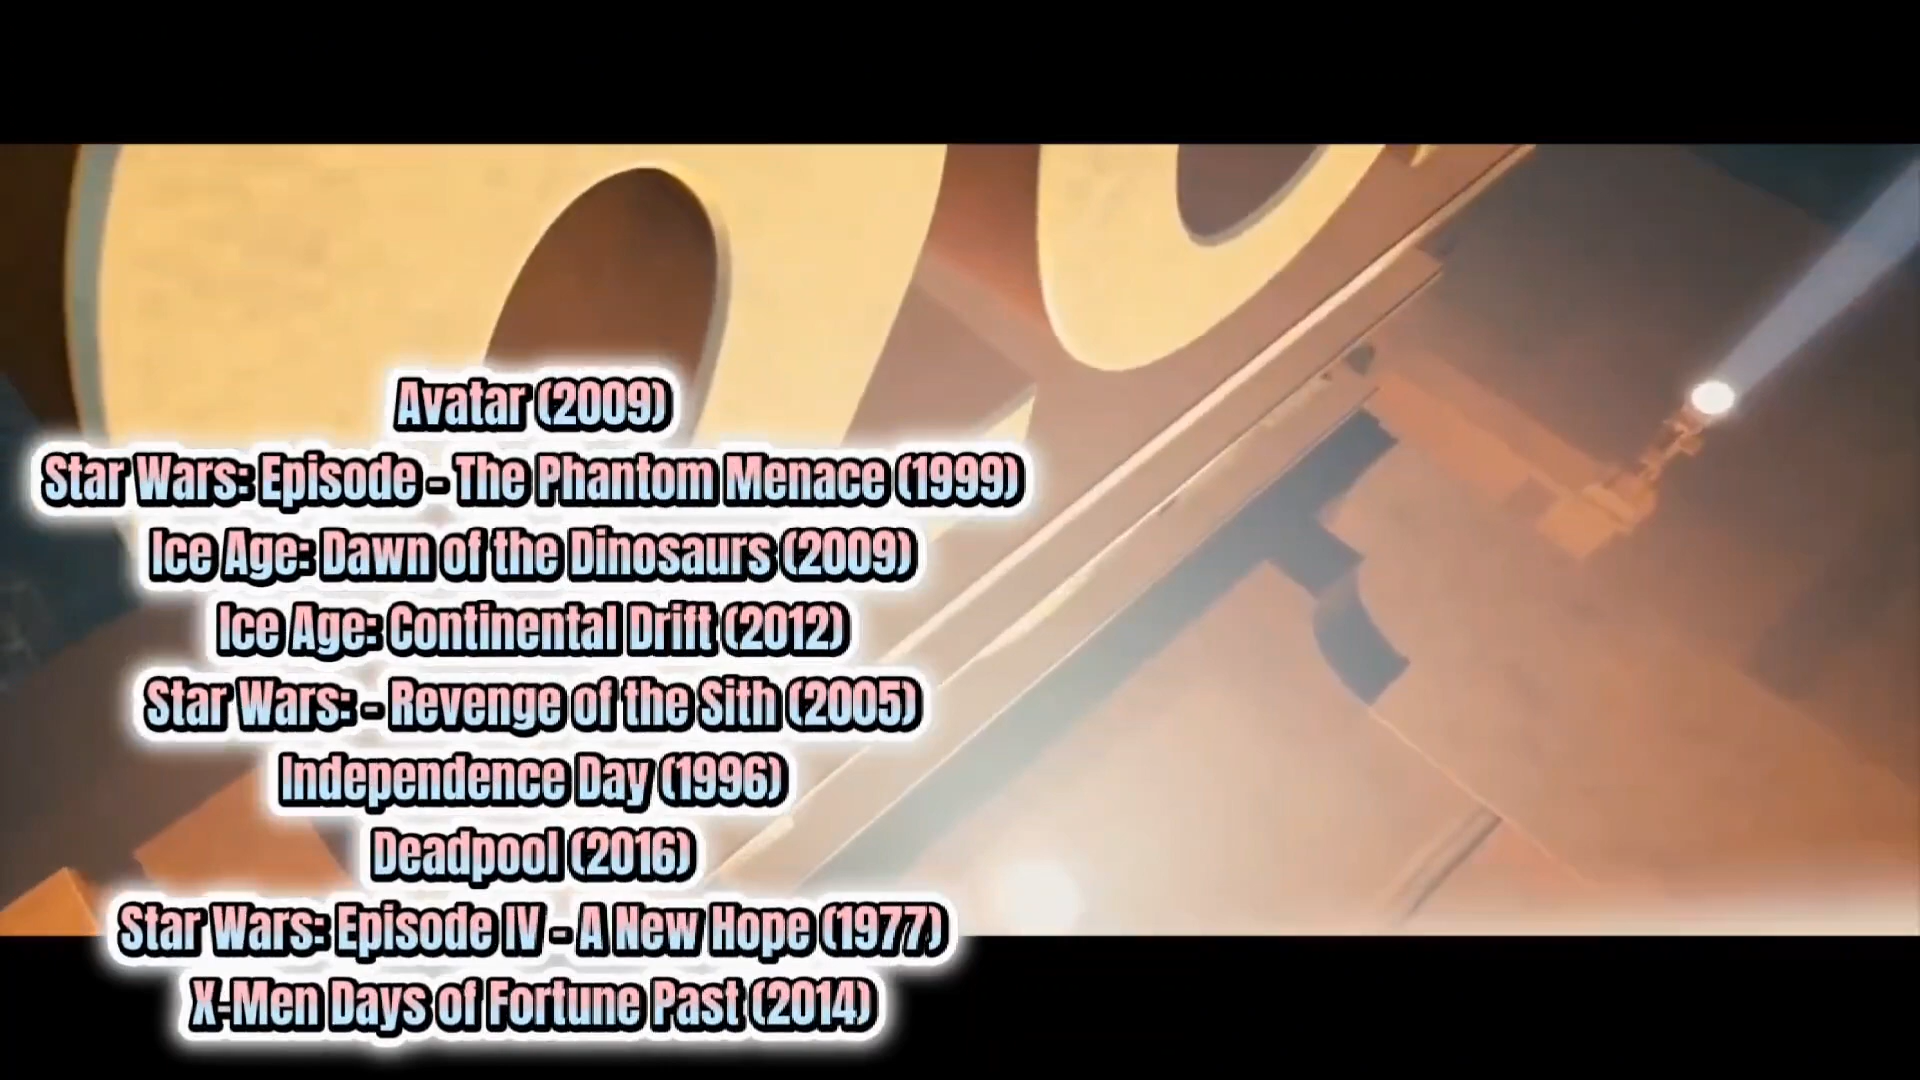 Avatar (2009)
Star Wars: Episode - The Phantom Menace (1999)
Ice Age: Dawn of the Dinosaurs (2009)
Ice Age: Continental Drift (2012)
Star Wars: - Revenge of the Sith (2005)
Independence Day (1996)
Deadpool (2016)
Star Wars: Episode IV - A New Hope (1977)
X-Men Days of Fortune Past (2014)